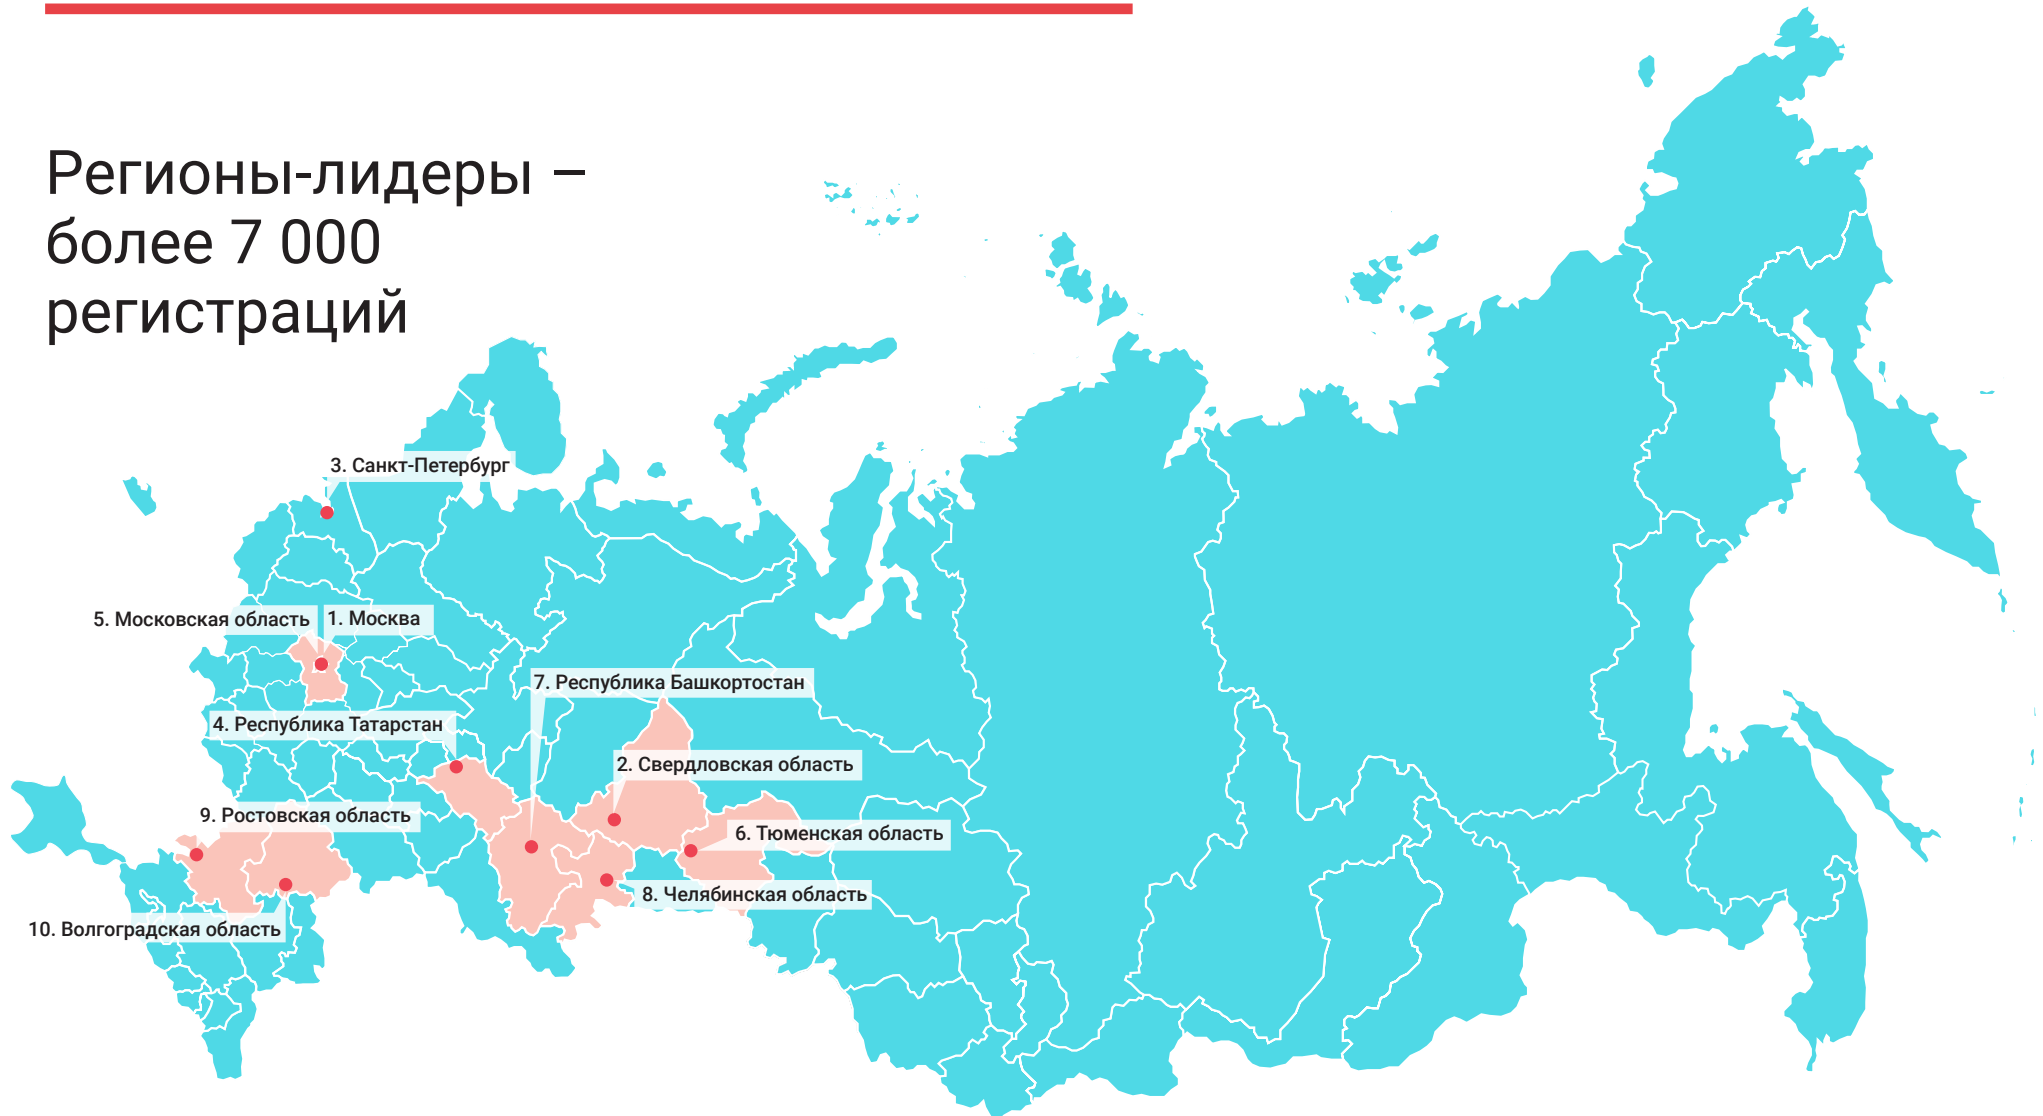 Регионы-лидеры –
более 7 000
регистраций
3. Санкт-Петербург
5. Московская область
1. Москва
7. Республика Башкортостан
4. Республика Татарстан
2. Свердловская область
9. Ростовская область
6. Тюменская область
8. Челябинская область
10. Волгоградская область